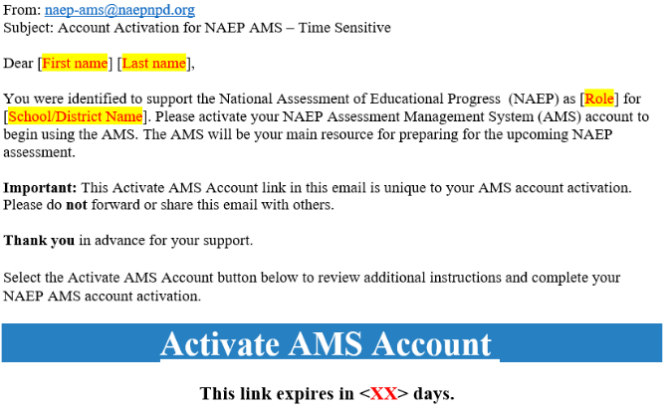 From: naep-ams@naepnpd.org
Subject: Account Activation for NAEP AMS – Time Sensitive
Dear [First name] [Last name],
You were identified to support the National Assessment of Educational Progress (NAEP) as [Role] for
[School/District Name]. Please activate your NAEP Assessment Management System (AMS) account to
begin using the AMS. The AMS will be your main resource for preparing for the upcoming NAEP
assessment.
Important: This Activate AMS Account link in this email is unique to your AMS account activation.
Please do not forward or share this email with others.
Thank you in advance for your support.
Select the Activate AMS Account button below to review additional instructions and complete your
NAEP AMS account activation.
Activate AMS Account
This link expires in <XX> days.